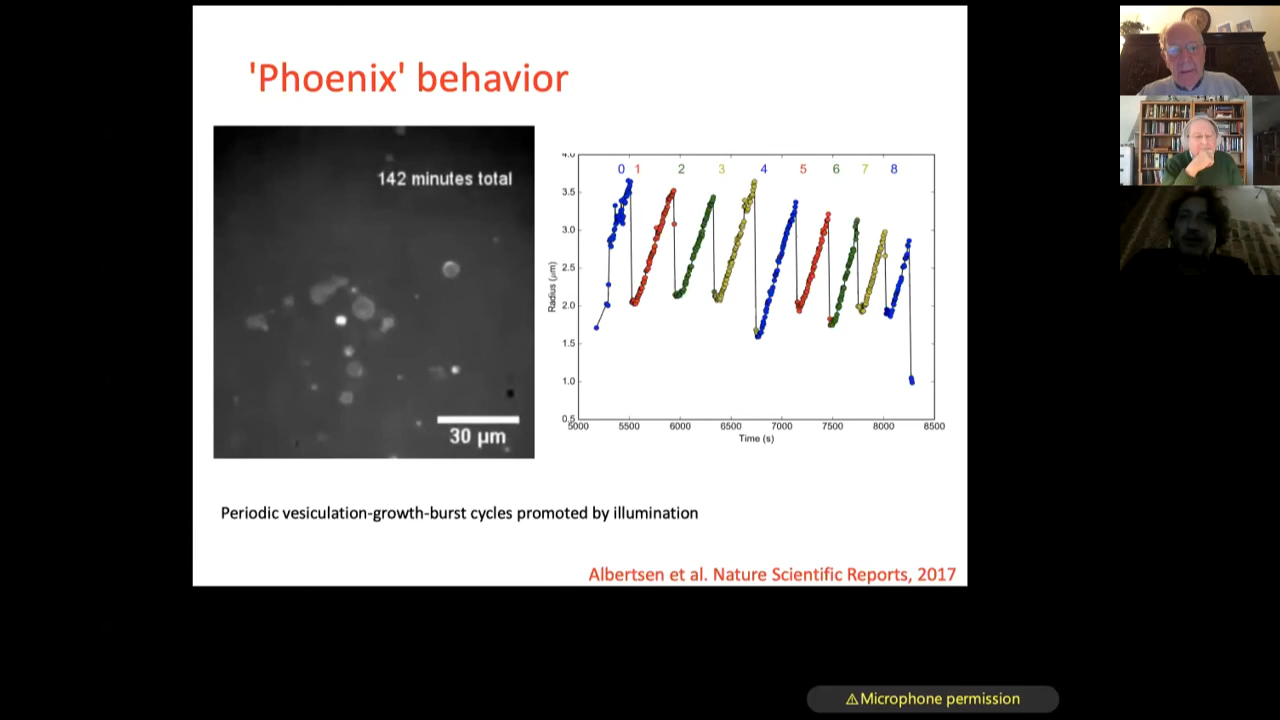 'Phoenix' behavior
142 minutes total
30 µm
4.0
3.5
3.0
2.5
2.0
1.5
1.0
0.5
Radius (µm)
0 1 2 3 4 5 6 7 8
5000 5500 6000 6500 7000 7500 8000 8500
Time (s)
Periodic vesiculation-growth-burst cycles promoted by illumination
Albertsen et al. Nature Scientific Reports, 2017
⚠Microphone permission